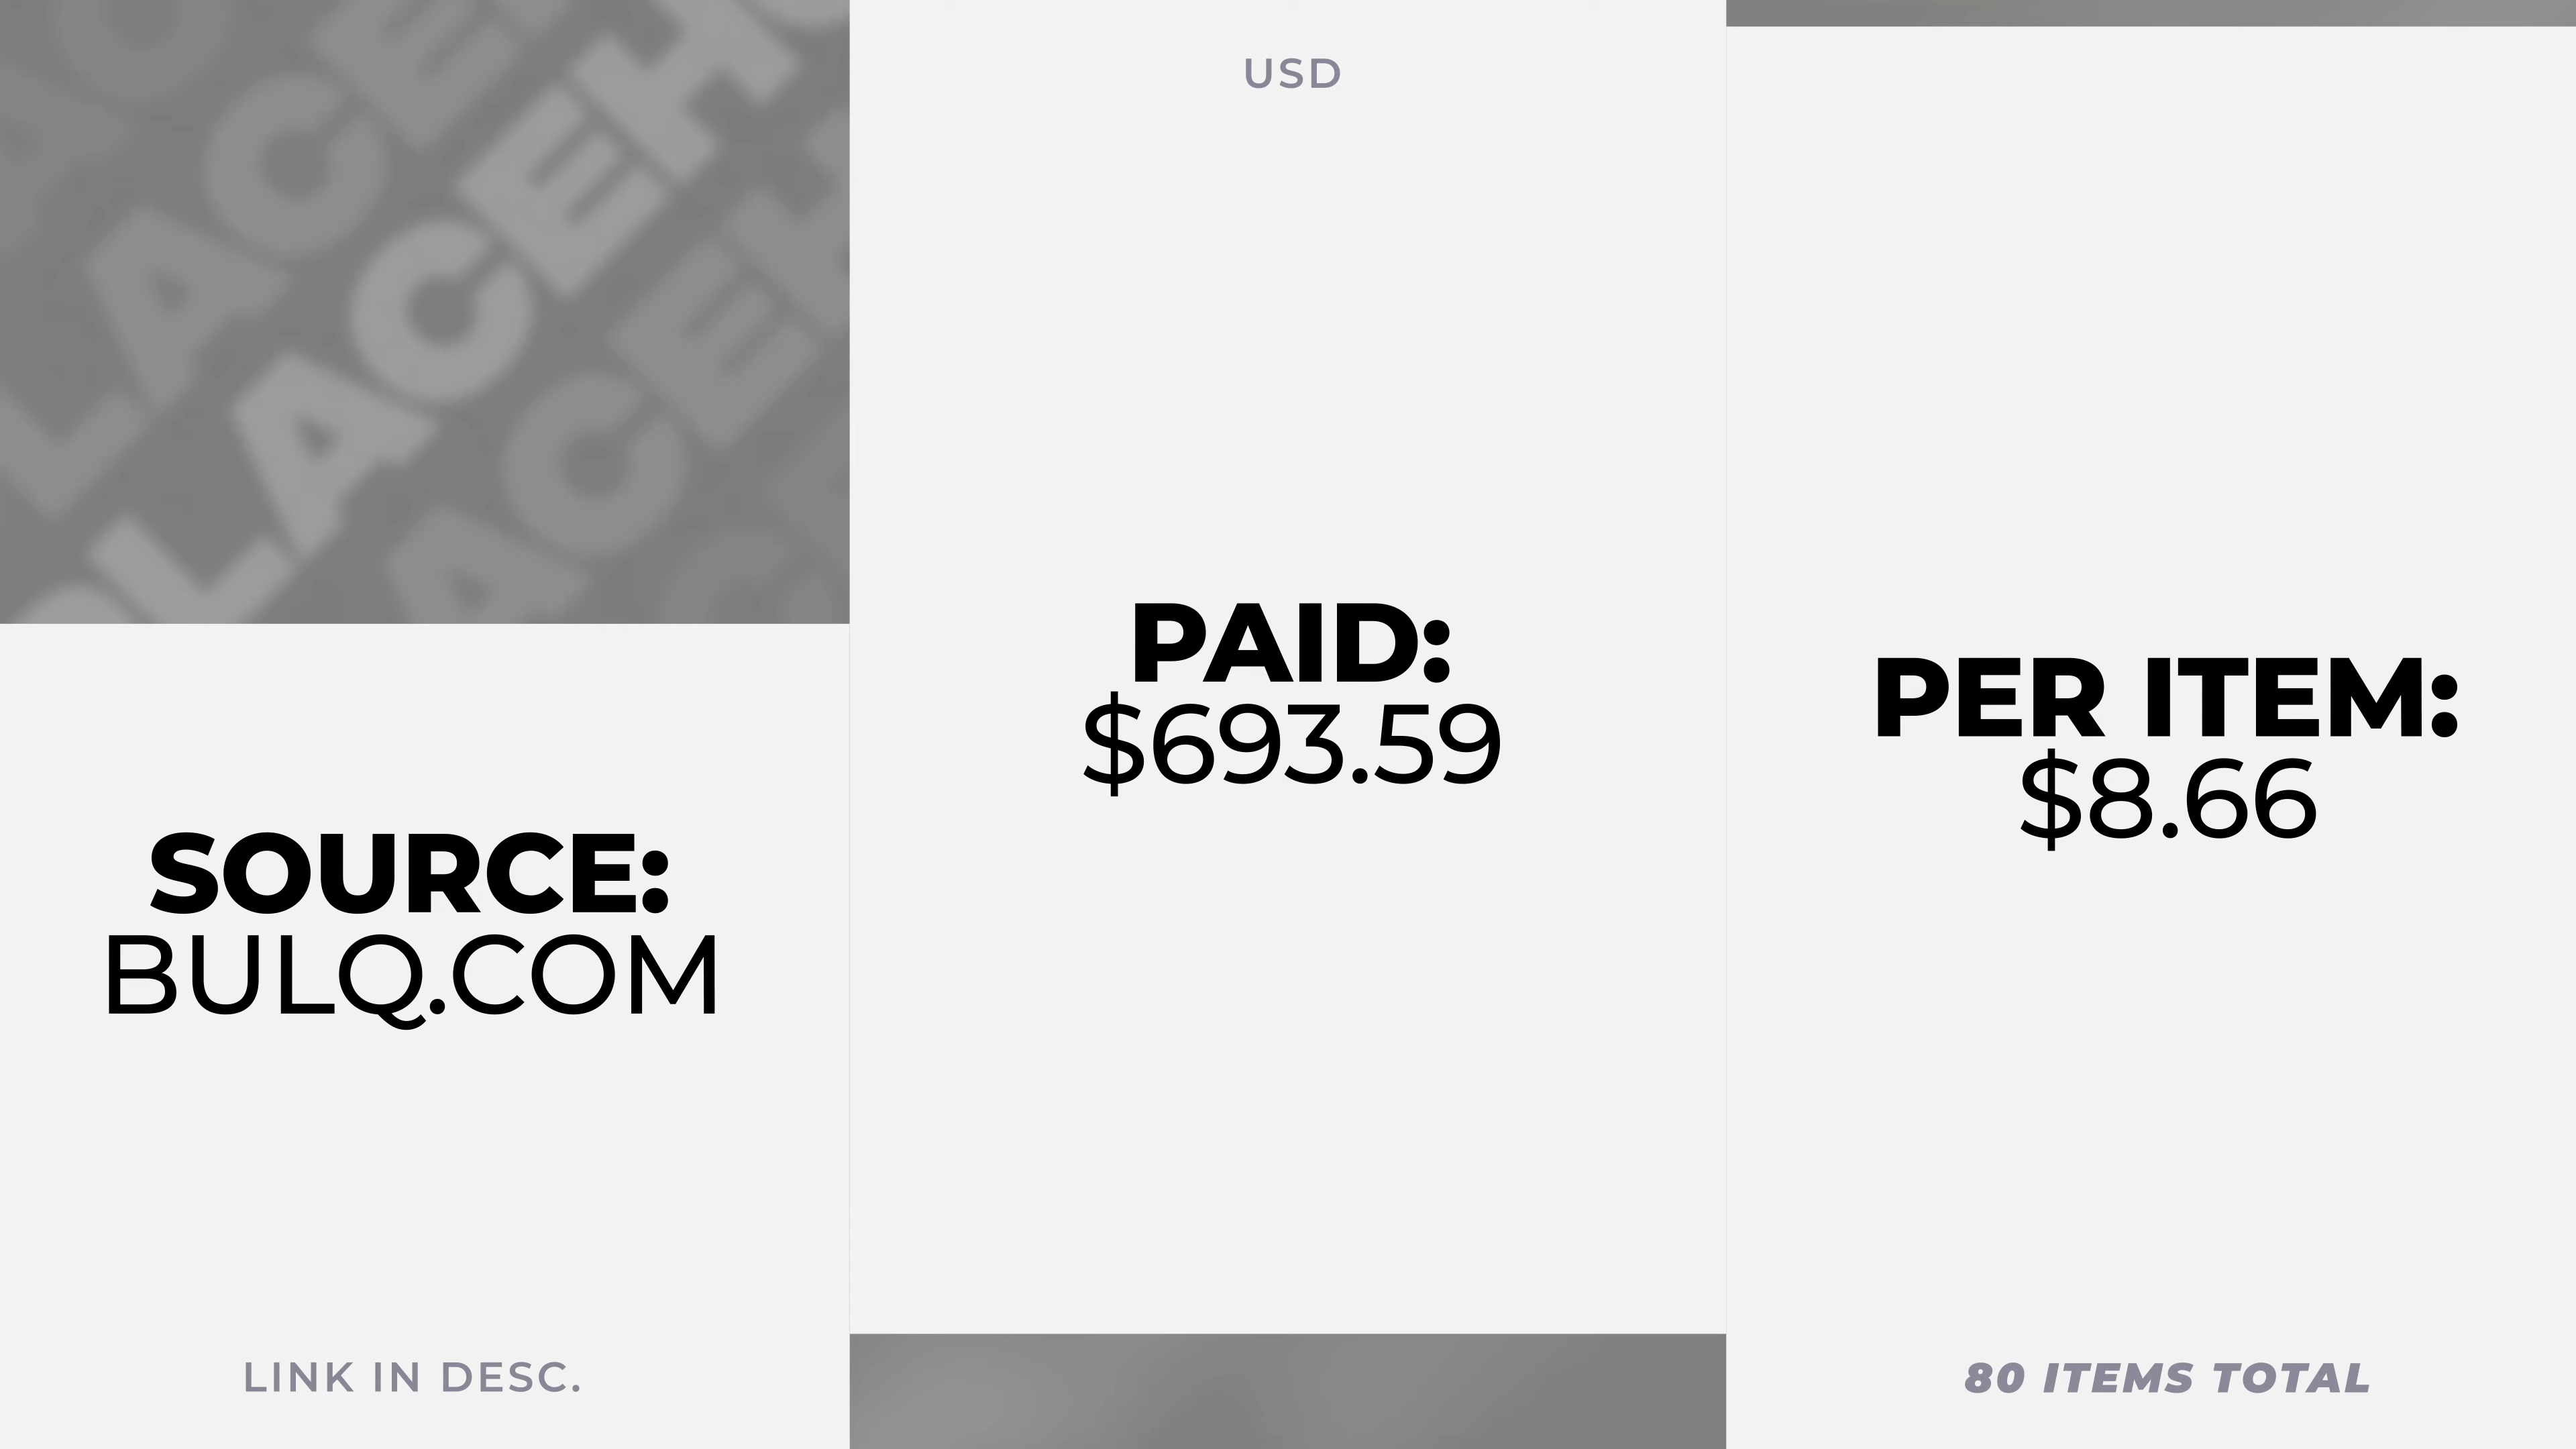 SOURCE:
BULQ.COM
LINK IN DESC.
USD
PAID:
$693.59
PER ITEM:
$8.66
80 ITEMS TOTAL